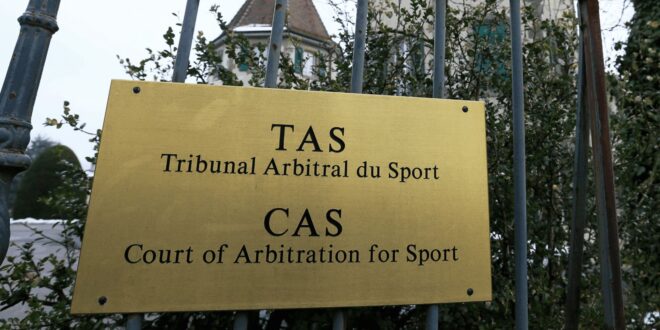 TAS
Tribunal Arbitral du Sport
CAS
Court of Arbitration for Sport